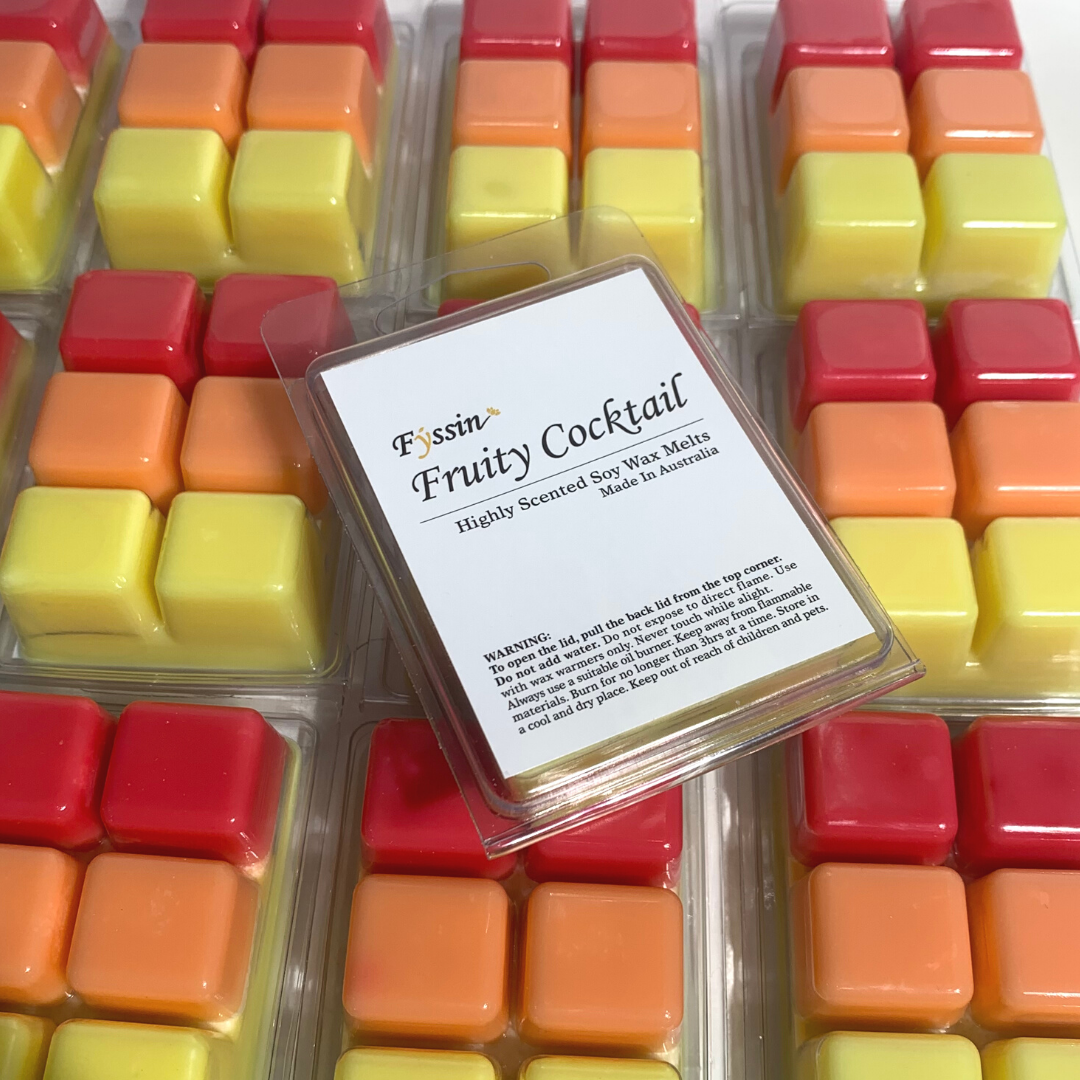 Fýssin
Fruity Cocktail
Highly Scented Soy Wax Melts
Made In Australia
WARNING:
To open the lid, pull the back lid from the top corner.
Do not add water. Do not expose to direct flame. Use
with wax warmers only. Never touch while alight.
Always use a suitable oil burner. Keep away from flammable
materials. Burn for no longer than 3hrs at a time. Store in
a cool and dry place. Keep out of reach of children and pets.